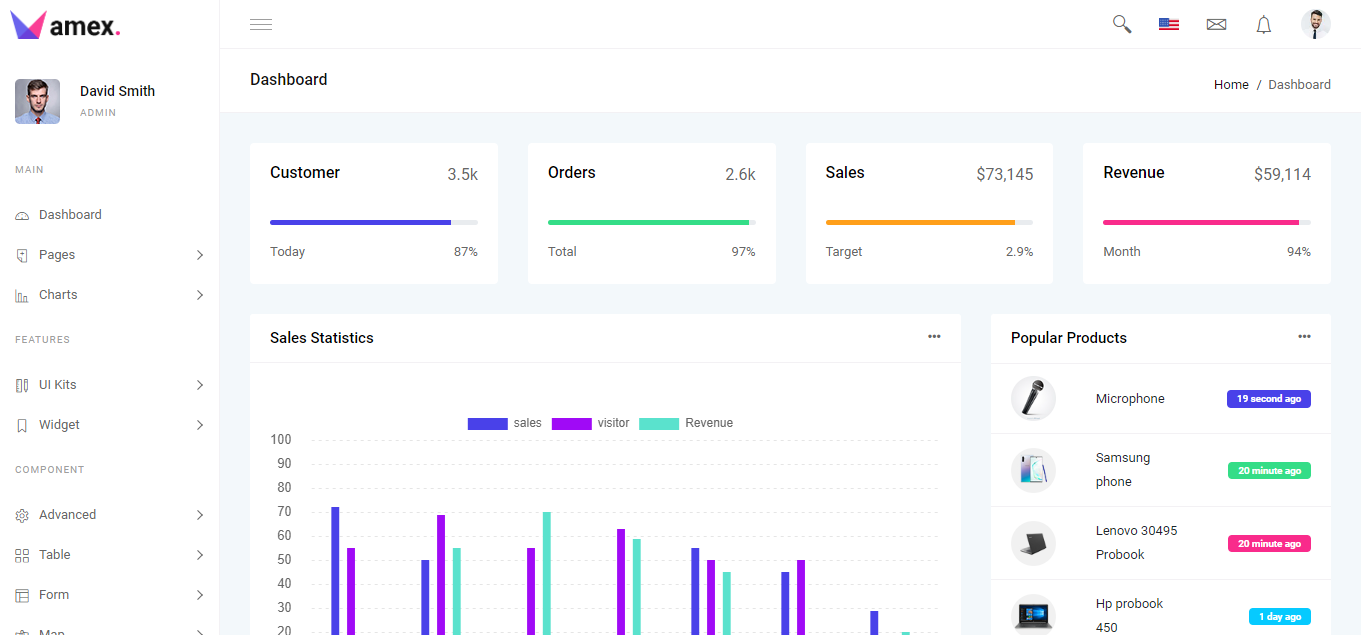 amex.
David Smith
ADMIN
MAIN
Dashboard
Pages
Charts
FEATURES
UI Kits
Widget
COMPONENT
Advanced
Table
Form
Map
Dashboard
Home / Dashboard
Customer 3.5k
Today 87%
Orders 2.6k
Total 97%
Sales $73,145
Target 2.9%
Revenue $59,114
Month 94%
Sales Statistics
sales visitor Revenue
100
90
80
70
60
50
40
30
20
Popular Products
Microphone 19 second ago
Samsung
phone
20 minute ago
Lenovo 30495
Probook
20 minute ago
Hp probook
450
1 day ago